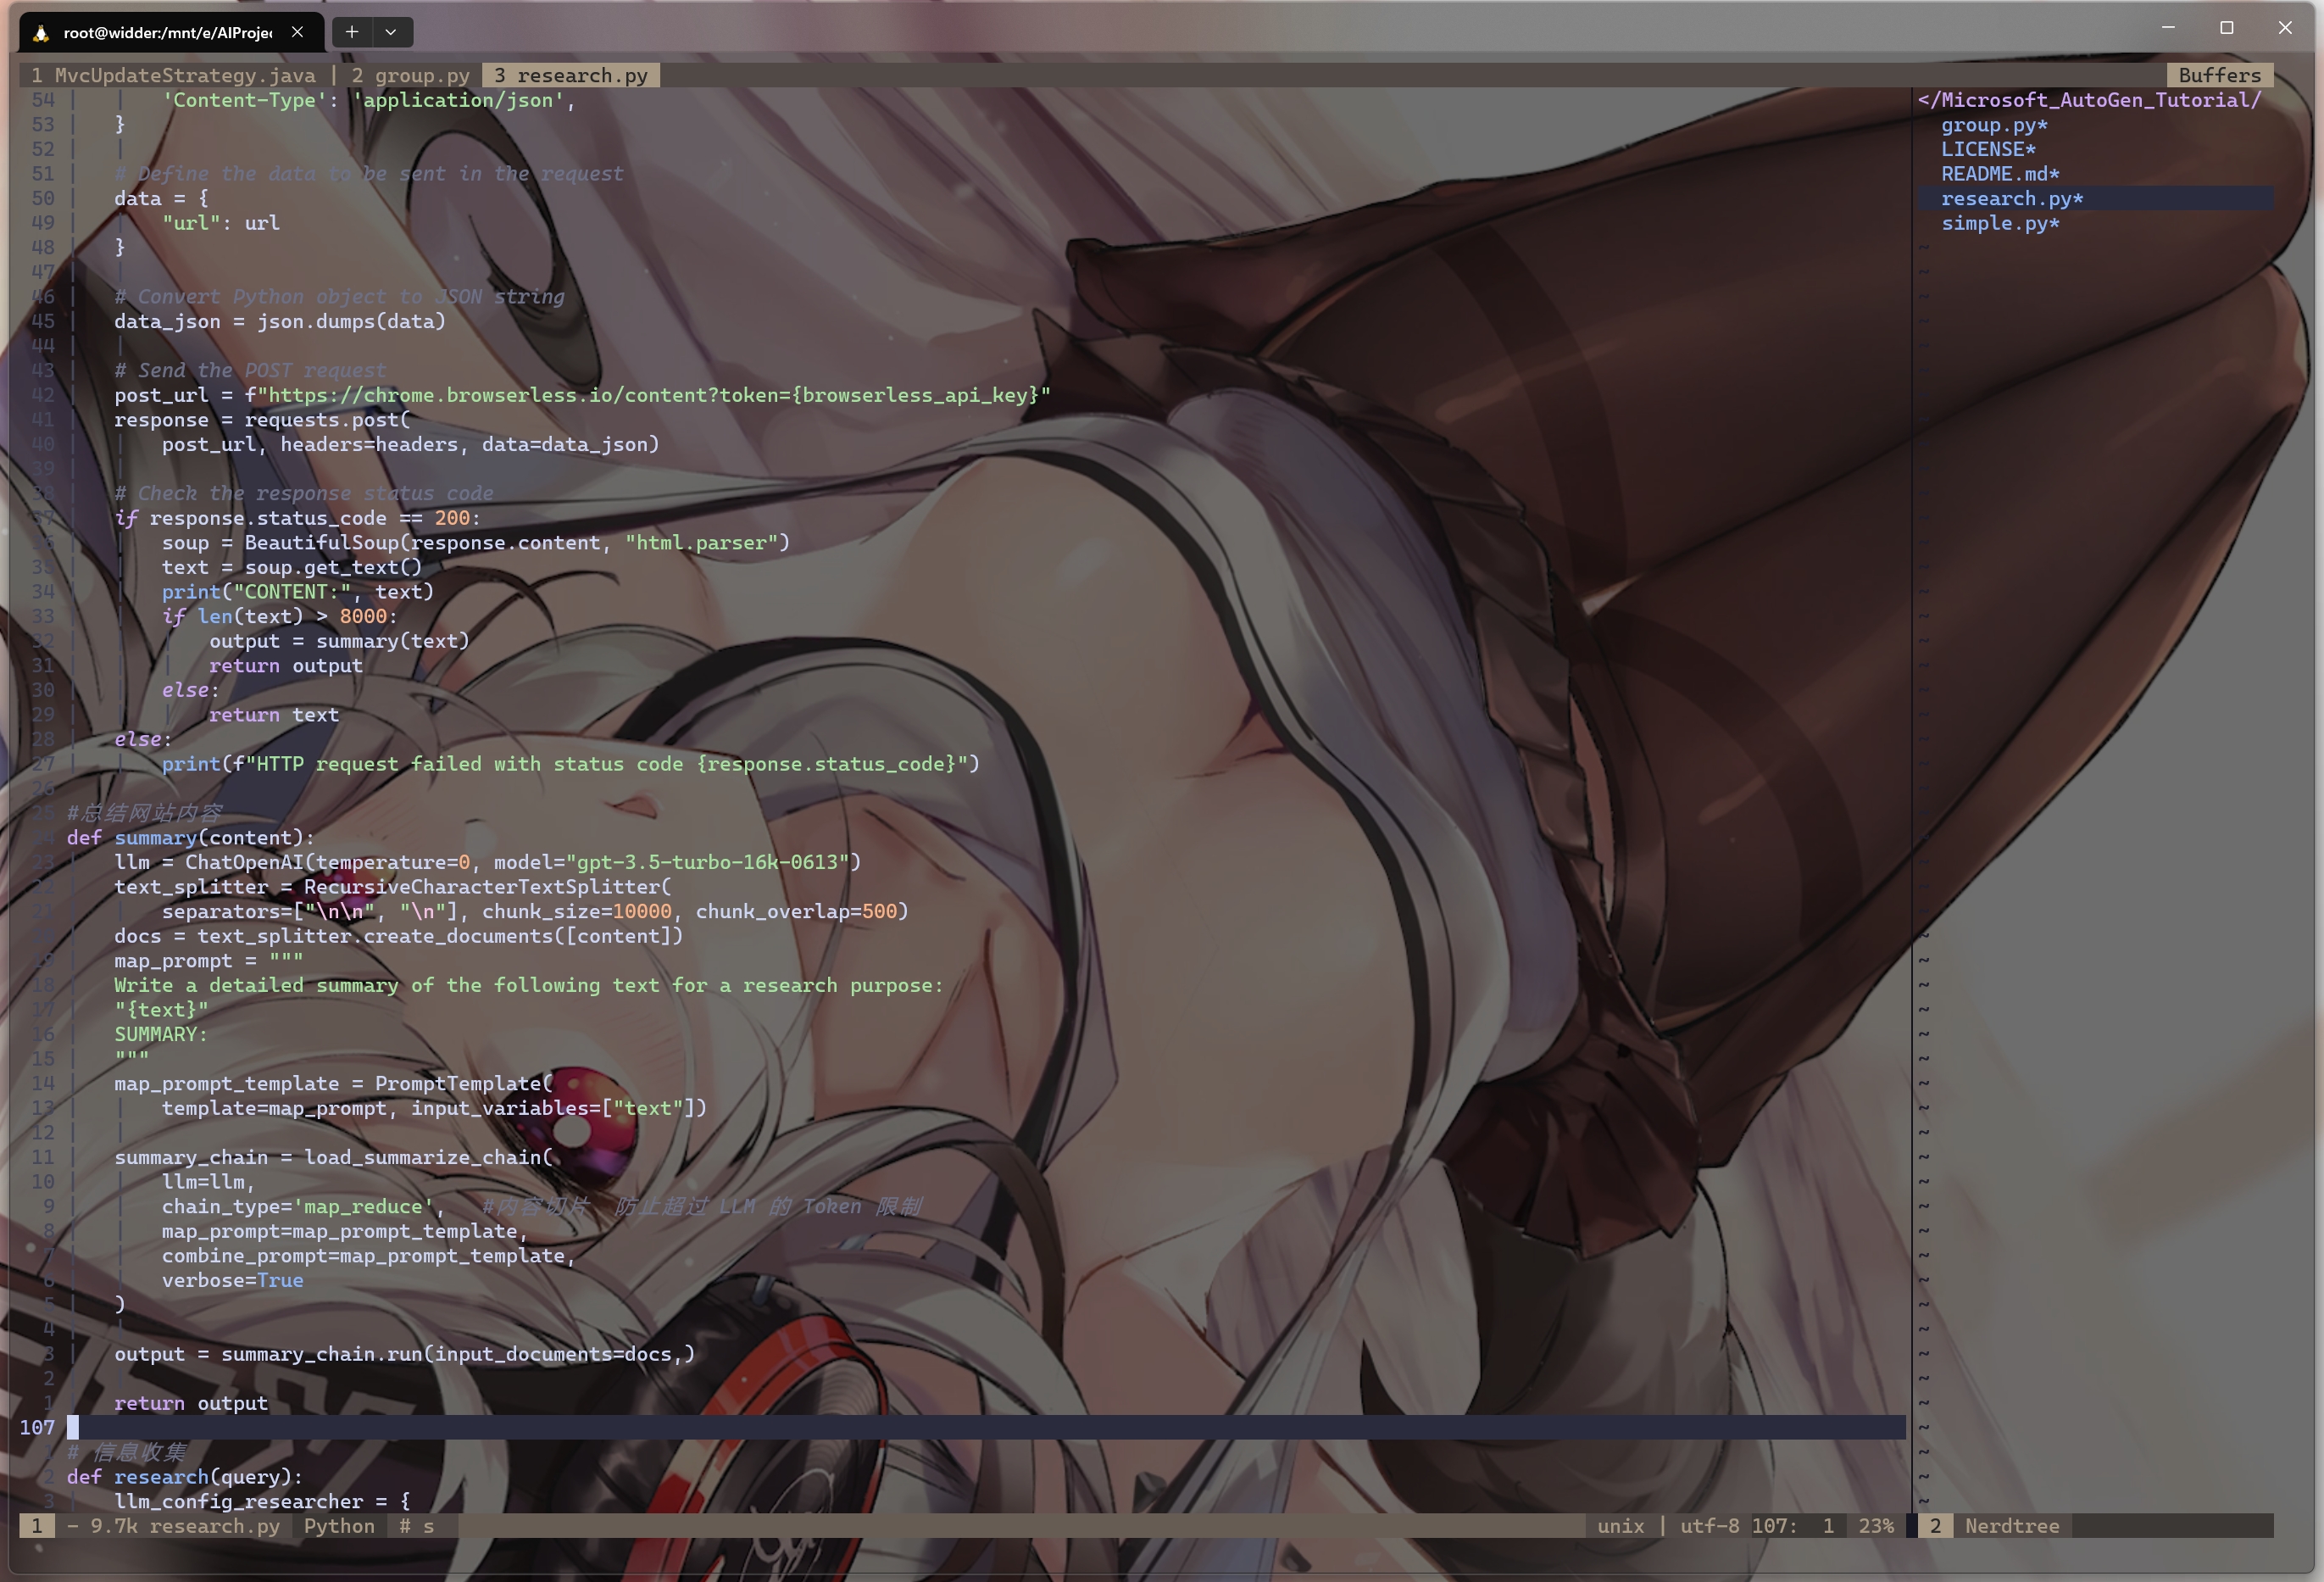 root@widder:/mnt/e/AIProje
1 MvcUpdateStrategy.java | 2 group.py 3 research.py Buffers
54 'Content-Type': 'application/json',
53 }
52
51 # Define the data to be sent in the request
50 data = {
49 "url": url
48 }
47
46 # Convert Python object to JSON string
45 data_json = json.dumps(data)
44
43 # Send the POST request
42 post_url = f"https://chrome.browserless.io/content?token={browserless_api_key}"
41 response = requests.post(
40 post_url, headers=headers, data=data_json)
39
38 # Check the response status code
37 if response.status_code == 200:
36 soup = BeautifulSoup(response.content, "html.parser")
35 text = soup.get_text()
34 print("CONTENT:", text)
33 if len(text) > 8000:
32 output = summary(text)
31 return output
30 else:
29 return text
28 else:
27 print(f"HTTP request failed with status code {response.status_code}")
26
25 #总结网站内容
24 def summary(content):
23 llm = ChatOpenAI(temperature=0, model="gpt-3.5-turbo-16k-0613")
22 text_splitter = RecursiveCharacterTextSplitter(
21 separators=["\n\n", "\n"], chunk_size=10000, chunk_overlap=500)
20 docs = text_splitter.create_documents([content])
19 map_prompt = """
18 Write a detailed summary of the following text for a research purpose:
17 "{text}"
16 SUMMARY:
15 """
14 map_prompt_template = PromptTemplate(
13 template=map_prompt, input_variables=["text"])
12
11 summary_chain = load_summarize_chain(
10 llm=llm,
9 chain_type='map_reduce', #内容切片 防止超过 LLM 的 Token 限制
8 map_prompt=map_prompt_template,
7 combine_prompt=map_prompt_template,
6 verbose=True
5 )
4
3 output = summary_chain.run(input_documents=docs,)
2
1 return output
107
1 # 信息收集
2 def research(query):
3 llm_config_researcher = {
1 - 9.7k research.py Python # s unix | utf-8 107: 1 23%
</Microsoft_AutoGen_Tutorial/
group.py*
LICENSE*
README.md*
research.py*
simple.py*
2 Nerdtree